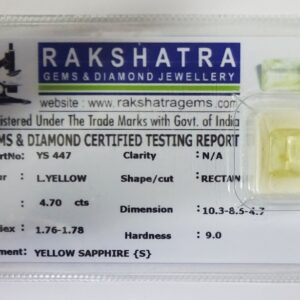 RAKSHATRA
GEMS & DIAMOND JEWELLERY
website : www.rakshatragems.com
istered Under The Trade Marks with Govt. of India
MS & DIAMOND CERTIFIED TESTING REPORT
rtNo: YS 447 Clarity : N/A
r : L.YELLOW Shape/cut : RECTAN
: 4.70 cts Dimension : 10.3-8.5-4.7
dex : 1.76-1.78 Hardness : 9.0
ment: YELLOW SAPPHIRE {S}